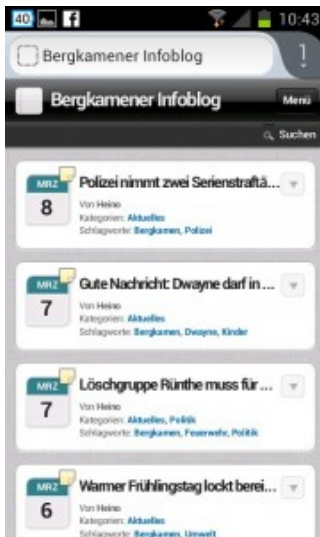 40
10:43
Bergkamener Infoblog
1
Bergkamener Infoblog
Menü
Suchen
MRZ
8
Polizei nimmt zwei Serienstraftä...
Von Heino
Kategorien: Aktuelles
Schlagworte: Bergkamen, Polizei
MRZ
7
Gute Nachricht: Dwayne darf in ...
Von Heino
Kategorien: Aktuelles
Schlagworte: Bergkamen, Dwayne, Kinder
MRZ
7
Löschgruppe Rünthe muss für ...
Von Heino
Kategorien: Aktuelles, Politik
Schlagworte: Bergkamen, Feuerwehr, Politik
MRZ
6
Warmer Frühlingstag lockt berei...
Von Heino
Kategorien: Aktuelles
Schlagworte: Bergkamen, Umwelt